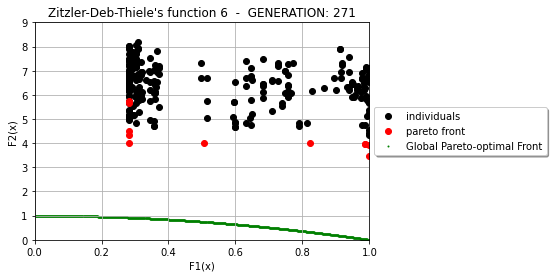 Zitzler-Deb-Thiele's function 6 - GENERATION: 271
9
8
7
6
5
4
3
2
1
0
F2(x)
0.0 0.2 0.4 0.6 0.8 1.0
F1(x)
individuals
pareto front
Global Pareto-optimal Front